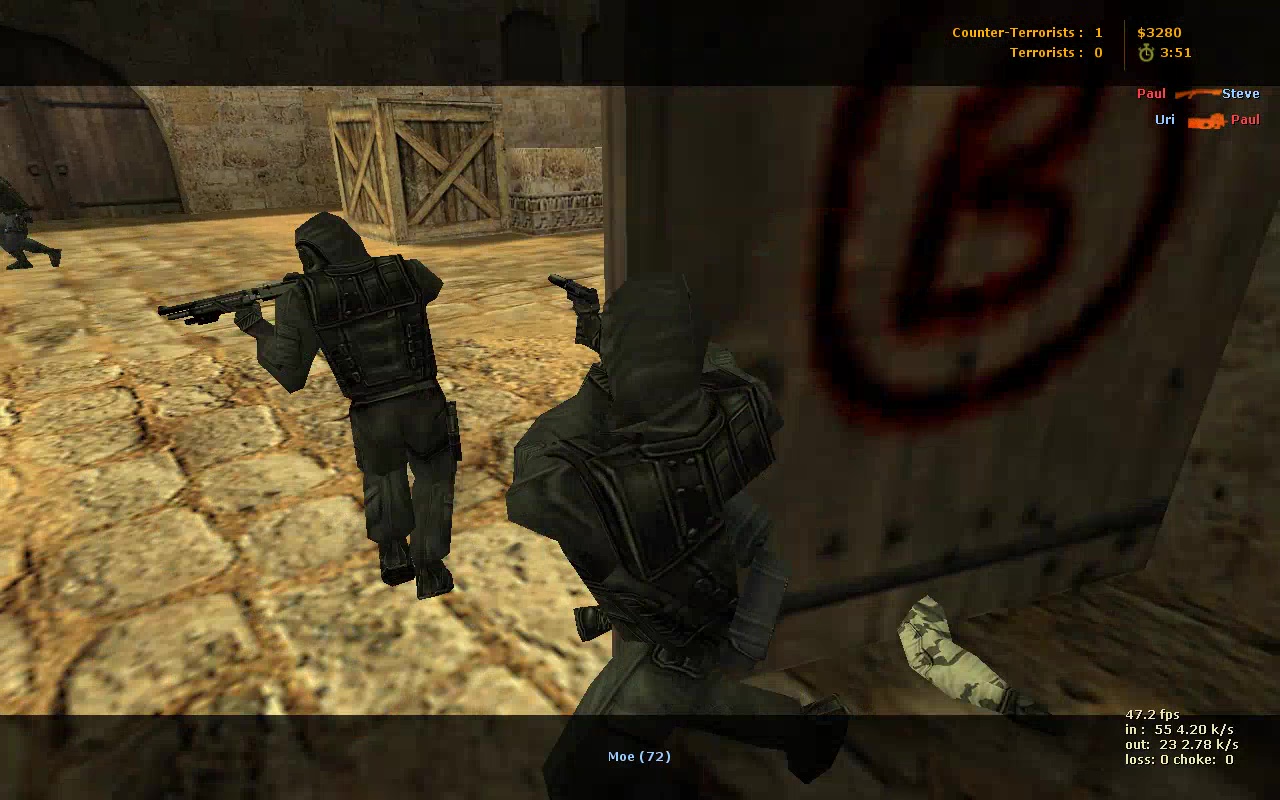 Counter-Terrorists : 1 $3280
Terrorists : 0 3:51
Paul Steve
Uri Paul
B
Moe (72)
47.2 fps
in : 55 4.20 k/s
out: 23 2.78 k/s
loss: 0 choke: 0